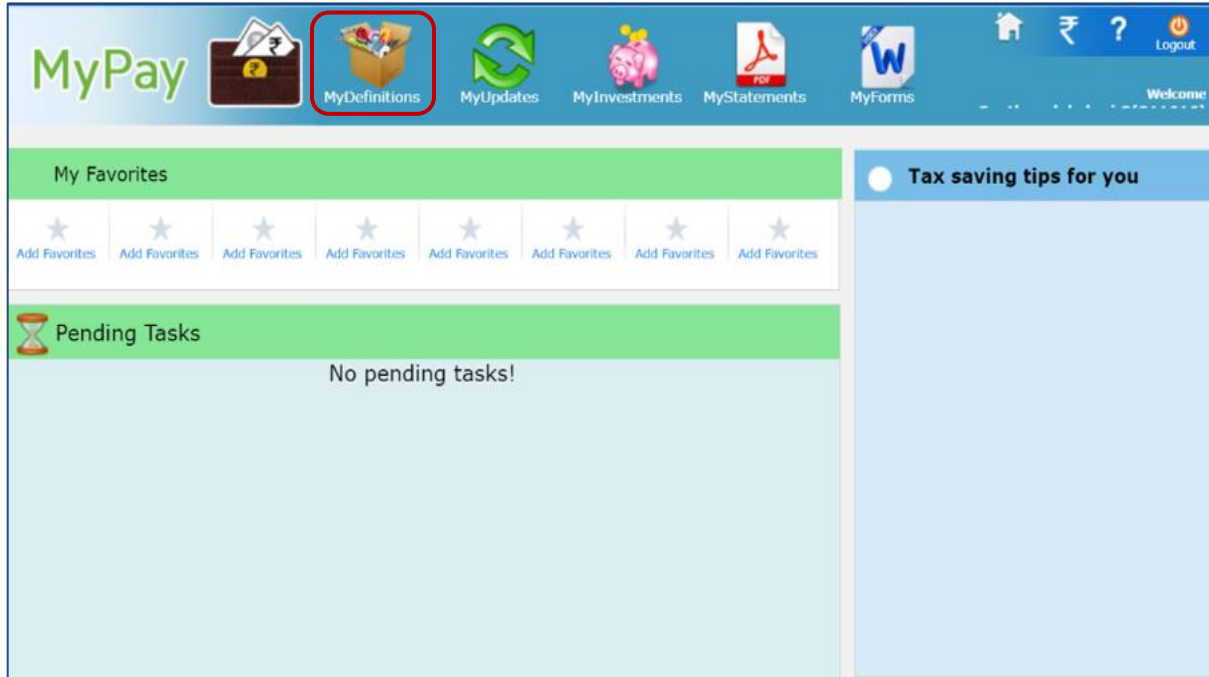 MyPay
MyDefinitions
MyUpdates
MyInvestments
MyStatements
MyForms
₹
?
Logout
Welcome
PDF
W
My Favorites
Add Favorites Add Favorites Add Favorites Add Favorites Add Favorites Add Favorites Add Favorites Add Favorites
Pending Tasks
No pending tasks!
Tax saving tips for you